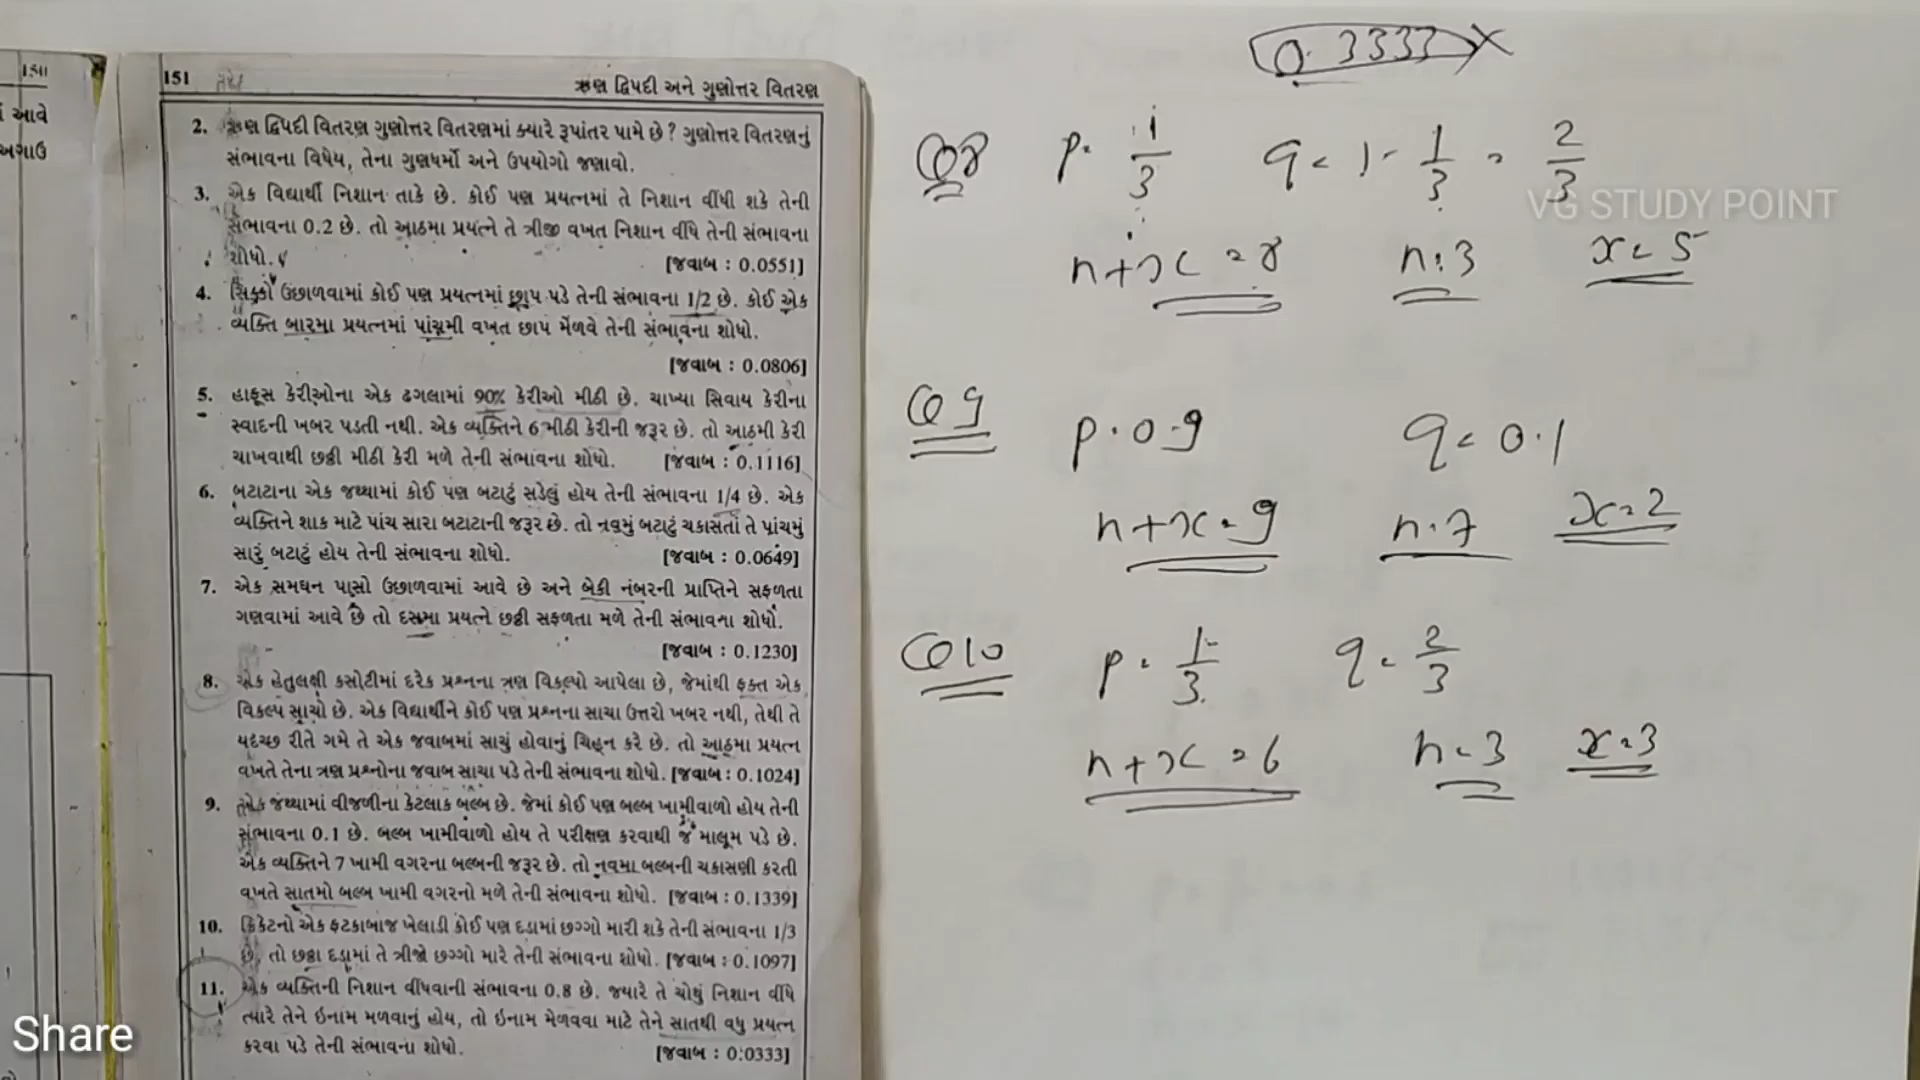 1511
આવે
અગાઉ
151
ઋણ દ્વિપદી અને ગુણોત્તર વિતરણ
2. ઋણ દ્વિપદી વિતરણ ગુણોત્તર વિતરણમાં ક્યારે રૂપાંતર પામે છે? ગુણોત્તર વિતરણનું
સંભાવના વિધેય, તેના ગુણધર્મો અને ઉપયોગો જણાવો.
3. એક વિદ્યાર્થી નિશાન તાકે છે. કોઈ પણ પ્રયત્નમાં તે નિશાન વીંધી શકે તેની
સંભાવના 0.2 છે. તો આઠમા પ્રયત્ને તે ત્રીજી વખત નિશાન વીંધે તેની સંભાવના
શોધો. [જવાબ : 0.0551]
4. સિક્કો ઉછાળવામાં કોઈ પણ પ્રયત્નમાં છાપ પડે તેની સંભાવના 1/2 છે. કોઈ એક
વ્યક્તિ બારમા પ્રયત્નમાં પાંચમી વખત છાપ મેળવે તેની સંભાવના શોધો.
[જવાબ : 0.0806]
5. હાફૂસ કેરીઓના એક ઢગલામાં 90% કેરીઓ મીઠી છે. ચાખ્યા સિવાય કેરીના
સ્વાદની ખબર પડતી નથી. એક વ્યક્તિને 6 મીઠી કેરીની જરૂર છે. તો આઠમી કેરી
ચાખવાથી છઠ્ઠી મીઠી કેરી મળે તેની સંભાવના શોધો. [જવાબ : 0.1116]
6. બટાટાના એક જથ્થામાં કોઈ પણ બટાટું સડેલું હોય તેની સંભાવના 1/4 છે. એક
વ્યક્તિને શાક માટે પાંચ સારા બટાટાની જરૂર છે. તો નવમું બટાટું ચકાસતાં તે પાંચમું
સારું બટાટું હોય તેની સંભાવના શોધો. [જવાબ : 0.0649]
7. એક સમઘન પાસો ઉછાળવામાં આવે છે અને બેકી નંબરની પ્રાપ્તિને સફળતા
ગણવામાં આવે છે તો દસમા પ્રયત્ને છઠ્ઠી સફળતા મળે તેની સંભાવના શોધો.
[જવાબ : 0.1230]
8. એક હેતુલક્ષી કસોટીમાં દરેક પ્રશ્નના ત્રણ વિકલ્પો આપેલા છે, જેમાંથી ફક્ત એક
વિકલ્પ સાચો છે. એક વિદ્યાર્થીને કોઈ પણ પ્રશ્નના સાચા ઉત્તરો ખબર નથી, તેથી તે
યદચ્છ રીતે ગમે તે એક જવાબમાં સાચું હોવાનું ચિહ્ન કરે છે. તો આઠમા પ્રયત્ન
વખતે તેના ત્રણ પ્રશ્નોના જવાબ સાચા પડે તેની સંભાવના શોધો. [જવાબ : 0.1024]
9. એક જથ્થામાં વીજળીના કેટલાક બલ્બ છે. જેમાં કોઈ પણ બલ્બ ખામીવાળો હોય તેની
સંભાવના 0.1 છે. બલ્બ ખામીવાળો હોય તે પરીક્ષણ કરવાથી જ માલૂમ પડે છે.
એક વ્યક્તિને 7 ખામી વગરના બલ્બની જરૂર છે. તો નવમા બલ્બની ચકાસણી કરતી
વખતે સાતમો બલ્બ ખામી વગરનો મળે તેની સંભાવના શોધો. [જવાબ : 0.1339]
10. ક્રિકેટનો એક ફટકાબાજ ખેલાડી કોઈ પણ દડામાં છગ્ગો મારી શકે તેની સંભાવના 1/3
છે, તો છઠ્ઠા દડામાં તે ત્રીજો છગ્ગો મારે તેની સંભાવના શોધો. [જવાબ : 0.1097]
11. એક વ્યક્તિની નિશાન વીંધવાની સંભાવના 0.8 છે. જ્યારે તે ચોથું નિશાન વીંધે
ત્યારે તેને ઇનામ મળવાનું હોય, તો ઇનામ મેળવવા માટે તેને સાતથી વધુ પ્રયત્ન
કરવા પડે તેની સંભાવના શોધો. [જવાબ : 0.0333]
0.3333 X
Q8 p = 1/3 q = 1 - 1/3 = 2/3
VG STUDY POINT
n+x = 8 n = 3 x = 5
Q9 p = 0.9 q = 0.1
n+x = 9 n = 7 x = 2
Q10 p = 1/3 q = 2/3
n+x = 6 n = 3 x = 3
Share